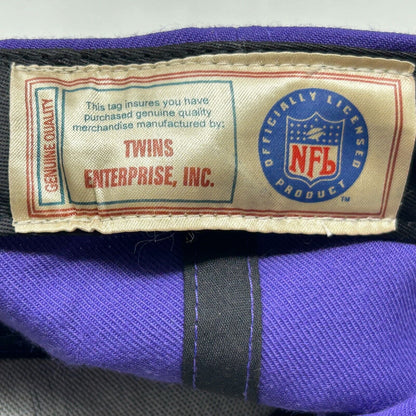 GENUINE QUALITY
This tag insures you have
purchased genuine quality
merchandise manufactured by:
TWINS
ENTERPRISE, INC.
OFFICIALLY LICENSED
NFL
PRODUCT
TM